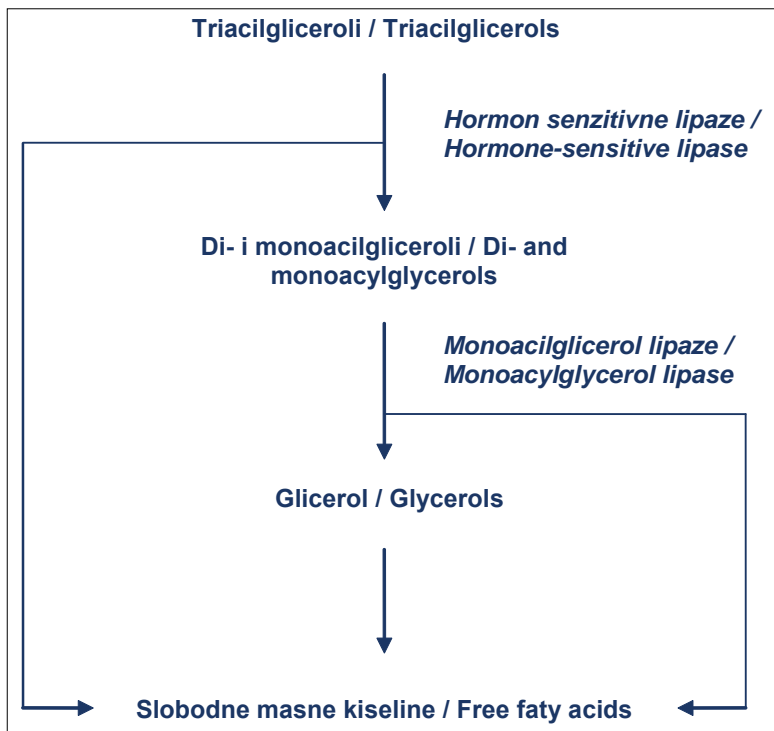 Triacilgliceroli / Triacilglicerols
Hormon senzitivne lipaze /
Hormone-sensitive lipase
Di- i monoacilgliceroli / Di- and
monoacylglycerols
Monoacilglicerol lipaze /
Monoacylglycerol lipase
Glicerol / Glycerols
Slobodne masne kiseline / Free faty acids